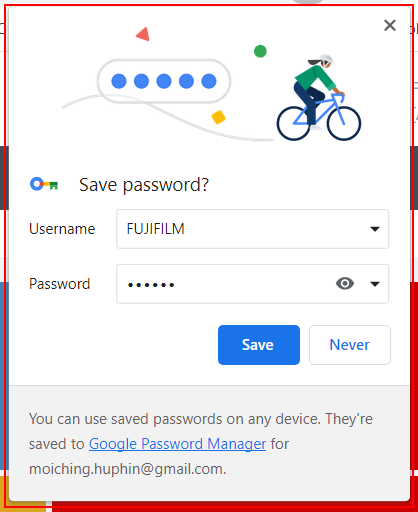 Save password?
Username FUJIFILM
Password ••••••
Save Never
You can use saved passwords on any device. They're
saved to Google Password Manager for
moiching.huphin@gmail.com.